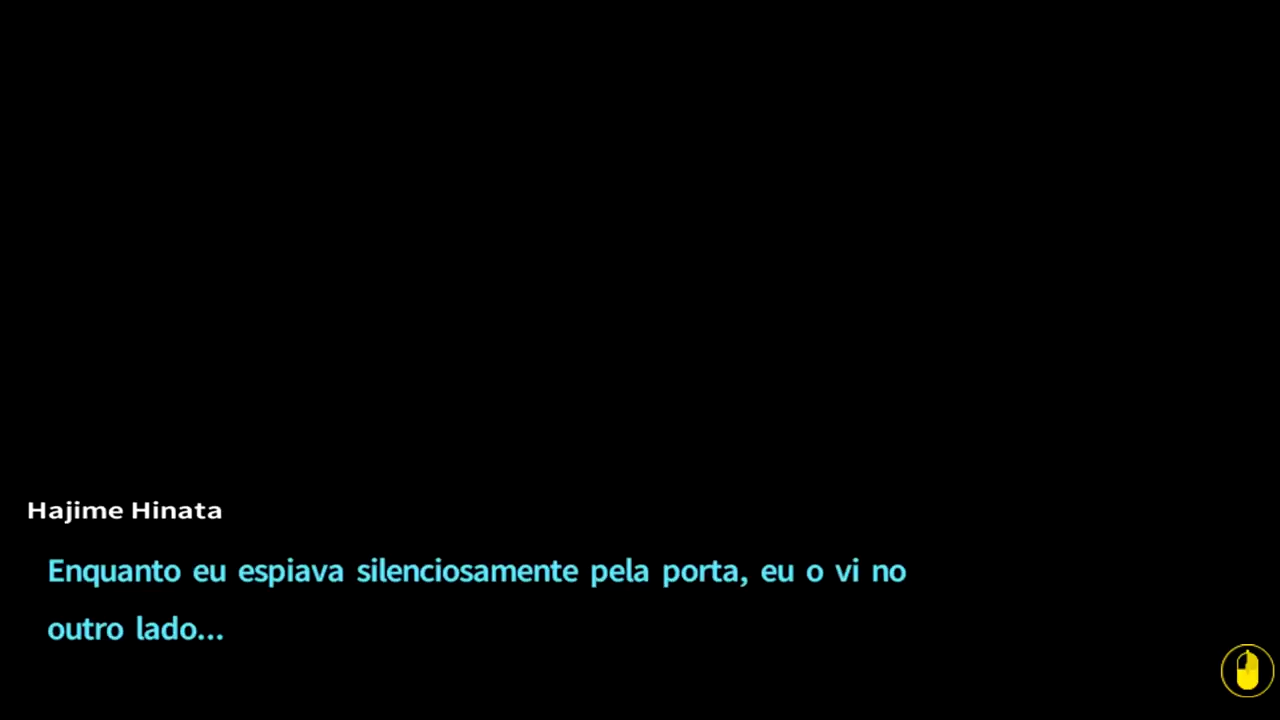 Hajime Hinata
Enquanto eu espiava silenciosamente pela porta, eu o vi no
outro lado...